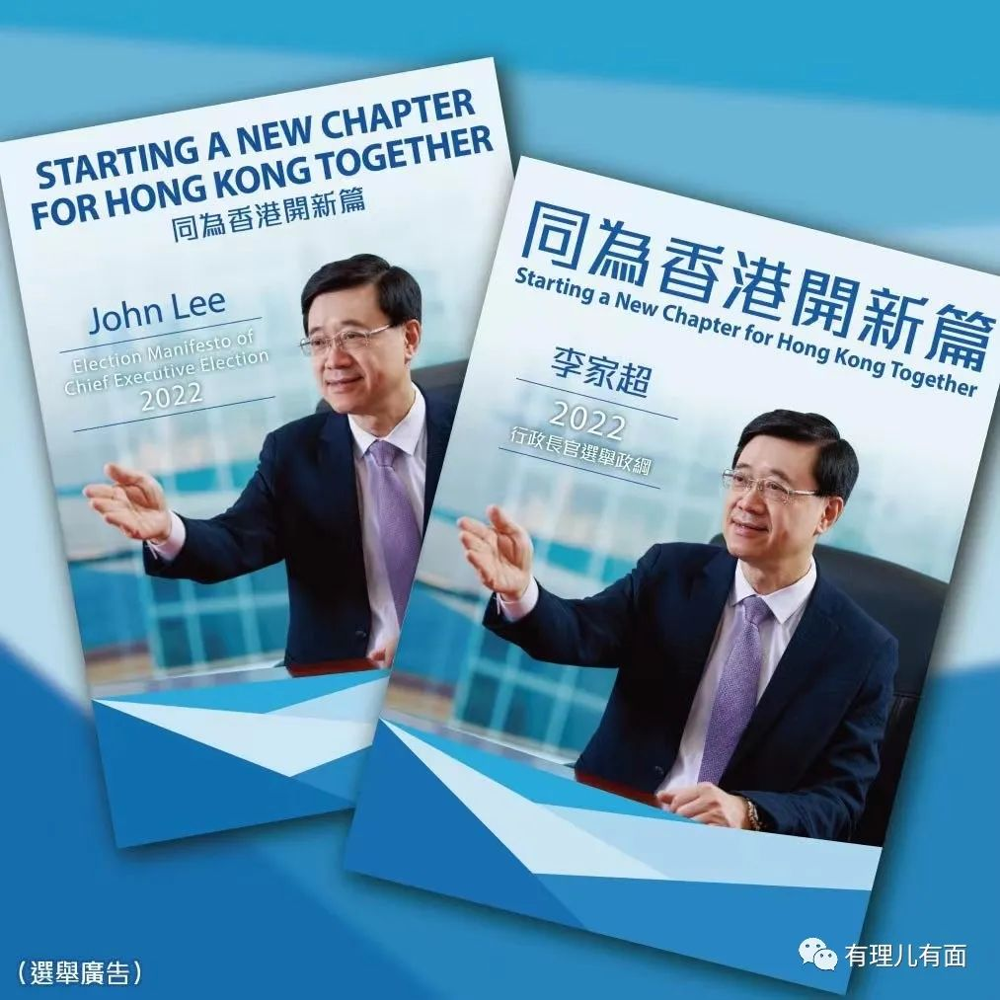 STARTING A NEW CHAPTER
FOR HONG KONG TOGETHER
同為香港開新篇
John Lee
Election Manifesto of
Chief Executive Election
2022
同為香港開新篇
Starting a New Chapter for Hong Kong Together
李家超
2022
行政長官選舉政綱
(選舉廣告)
有理儿有面